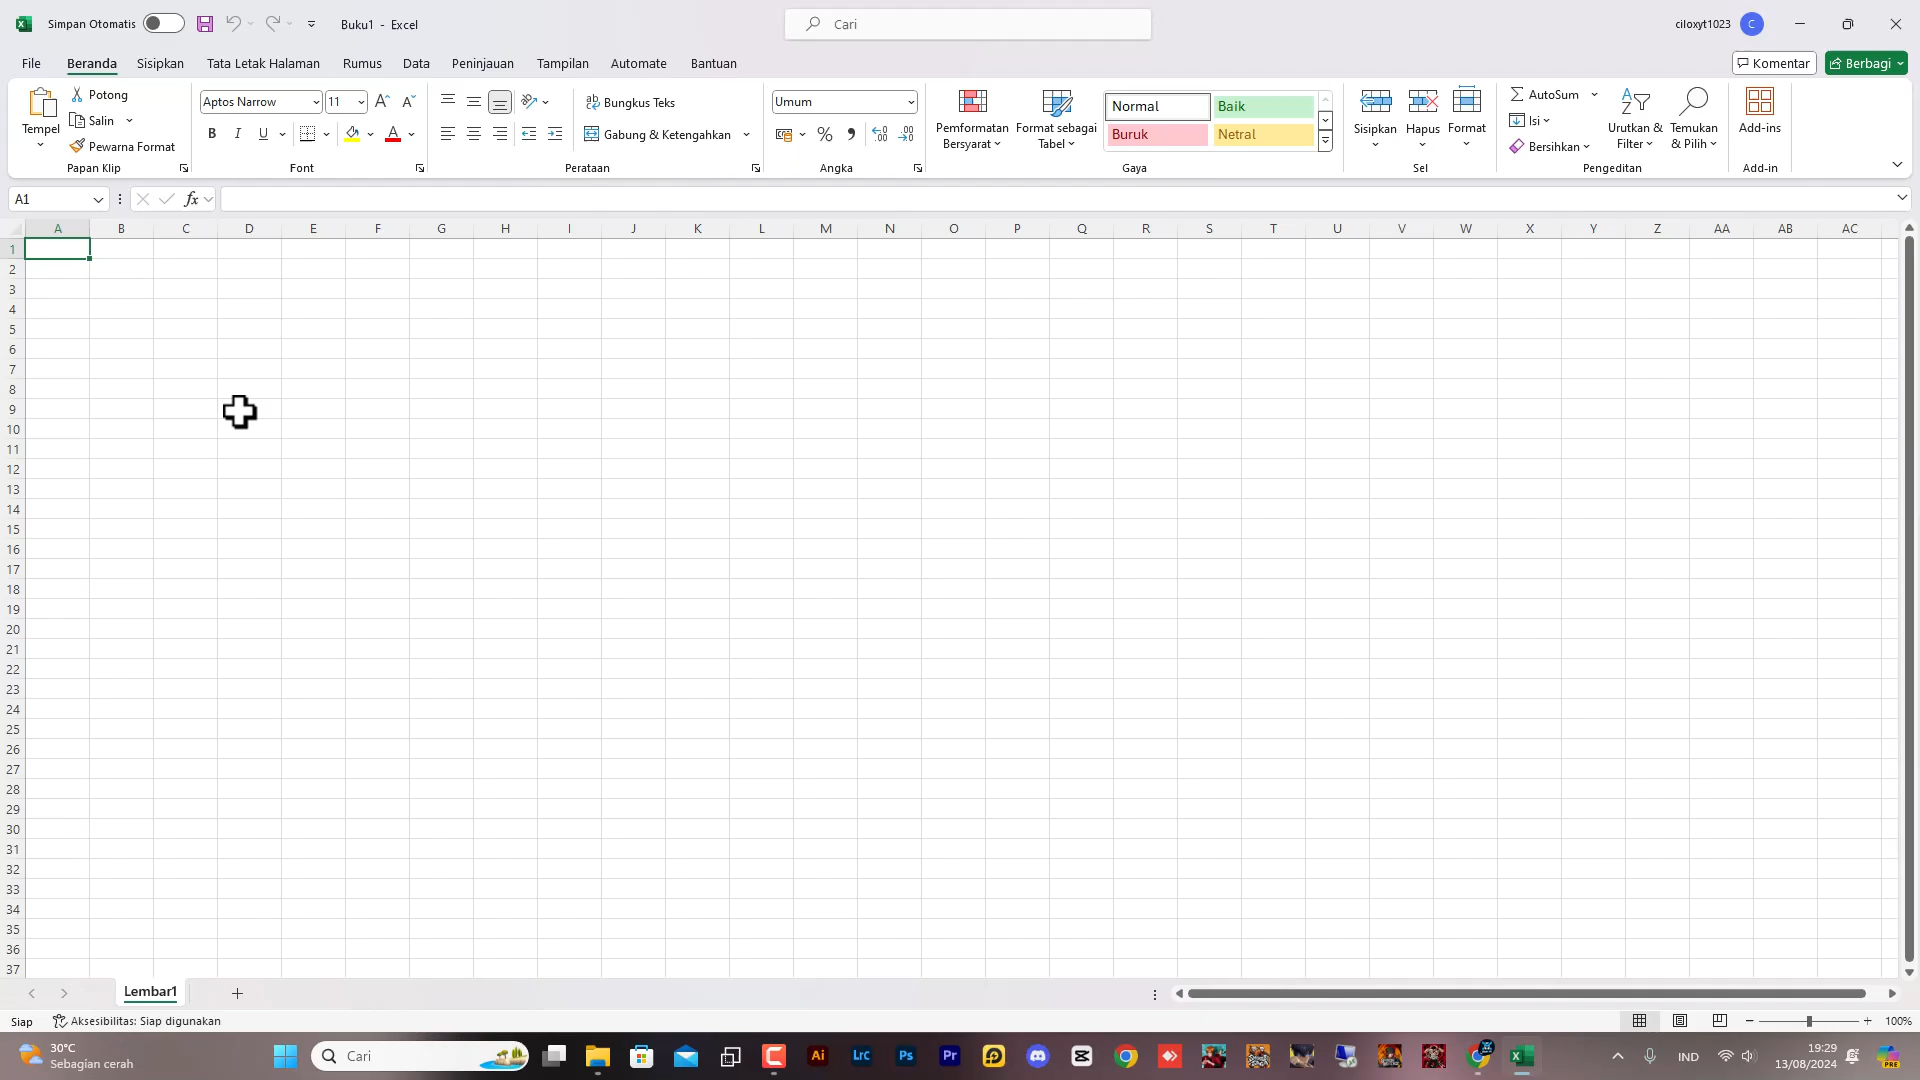 Simpan Otomatis
Buku1 - Excel
Cari
ciloxyt1023
C
File
Beranda
Sisipkan
Tata Letak Halaman
Rumus
Data
Peninjauan
Tampilan
Automate
Bantuan
Komentar
Berbagi
Tempel
Potong
Salin
Pewarna Format
Papan Klip
Aptos Narrow
11
B I U
Font
Bungkus Teks
Gabung & Ketengahkan
Perataan
Umum
Angka
Pemformatan
Bersyarat
Format sebagai
Tabel
Normal
Baik
Buruk
Netral
Gaya
Sisipkan
Hapus
Format
Sel
AutoSum
Isi
Bersihkan
Urutkan &
Filter
Temukan
& Pilih
Pengeditan
Add-ins
Add-in
A1
fx
A B C D E F G H I J K L M N O P Q R S T U V W X Y Z AA AB AC
1
2
3
4
5
6
7
8
9
10
11
12
13
14
15
16
17
18
19
20
21
22
23
24
25
26
27
28
29
30
31
32
33
34
35
36
37
Lembar1
Siap
Aksesibilitas: Siap digunakan
100%
30°C
Sebagian cerah
Cari
Ai
LrC
Ps
Pr
IND
19:29
13/08/2024
PRE